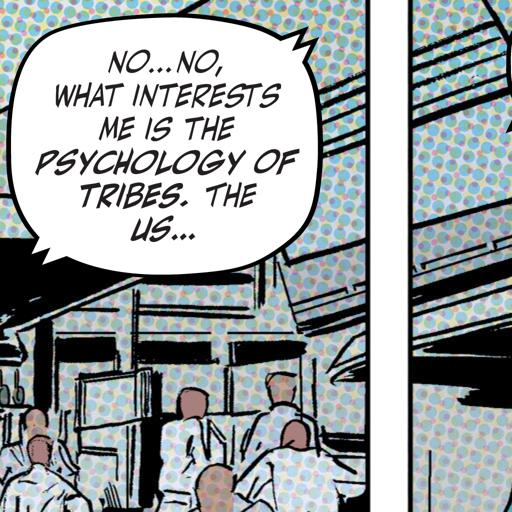 NO...NO,
WHAT INTERESTS
ME IS THE
PSYCHOLOGY OF
TRIBES. THE
US...